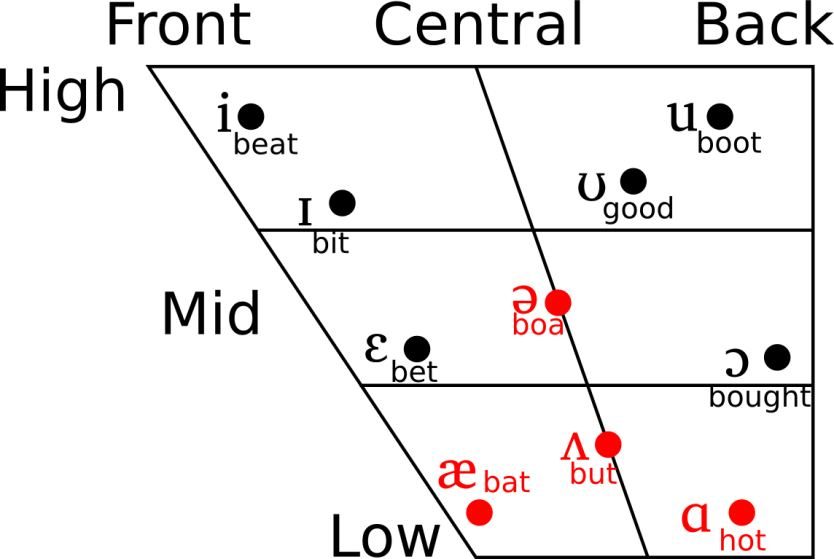 Front Central Back
High
i
beat
u
boot
ʊ
good
ɪ
bit
Mid
ə
boa
ɛ
bet
ɔ
bought
ʌ
but
æ bat
ɑ
hot
Low